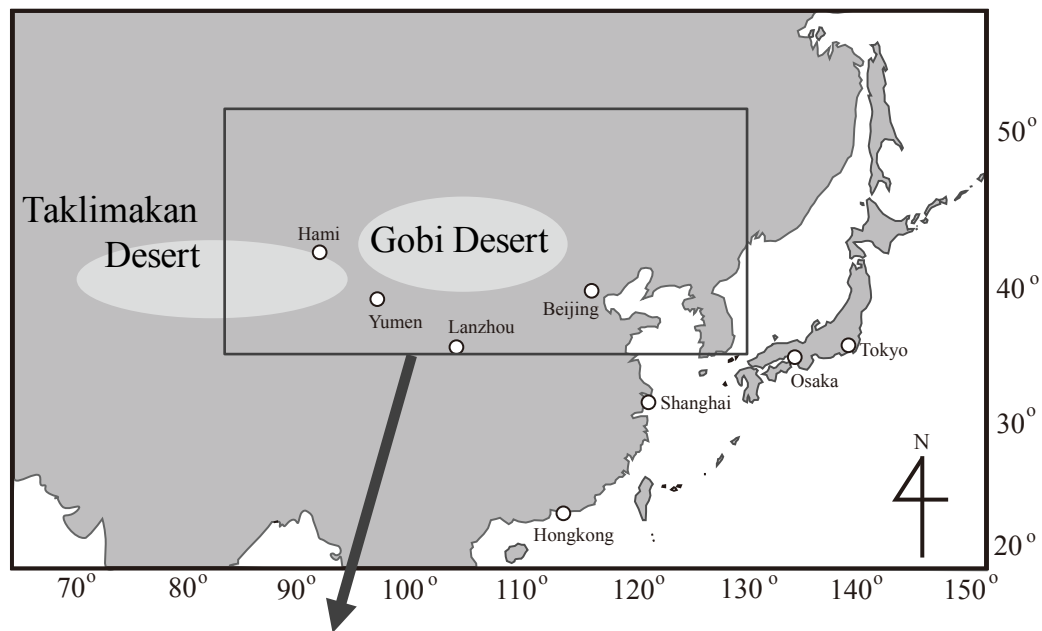 50°
Taklimakan
Desert
Hami
Gobi Desert
40°
Beijing
Yumen
Lanzhou
Tokyo
Osaka
Shanghai
30°
N
Hongkong
20°
70° 80° 90° 100° 110° 120° 130° 140° 150°